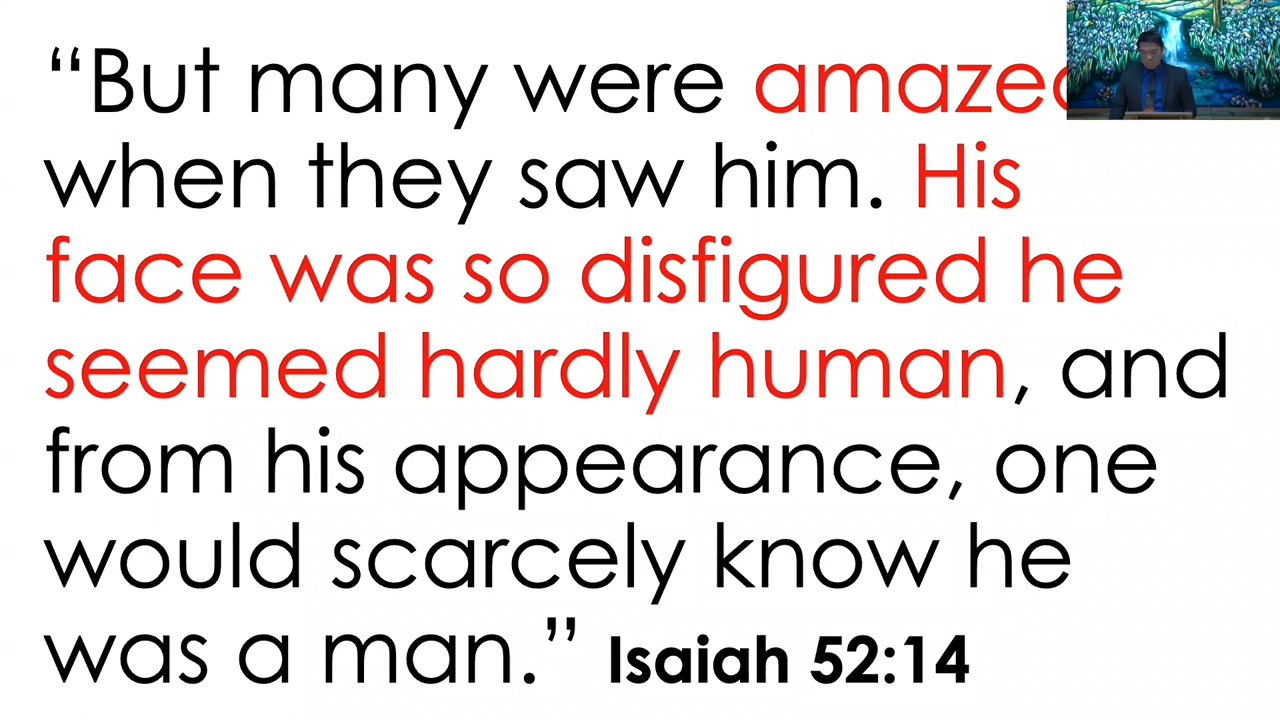 “But many were amazed
when they saw him. His
face was so disfigured he
seemed hardly human, and
from his appearance, one
would scarcely know he
was a man.” Isaiah 52:14